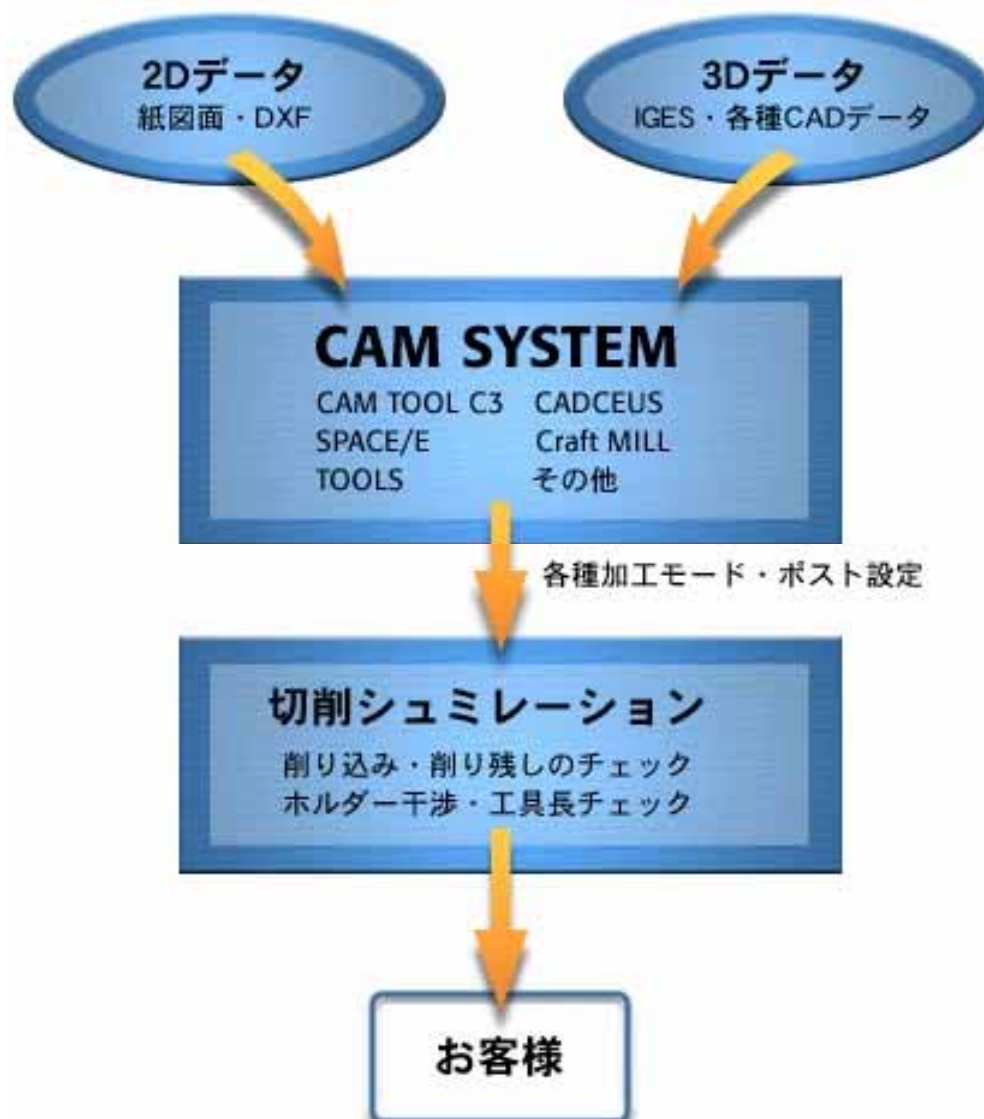 2Dデータ
紙図面・DXF
3Dデータ
IGES・各種CADデータ
CAM SYSTEM
CAM TOOL C3 CADCEUS
SPACE/E Craft MILL
TOOLS その他
各種加工モード・ポスト設定
切削シュミレーション
削り込み・削り残しのチェック
ホルダー干渉・工具長チェック
お客様